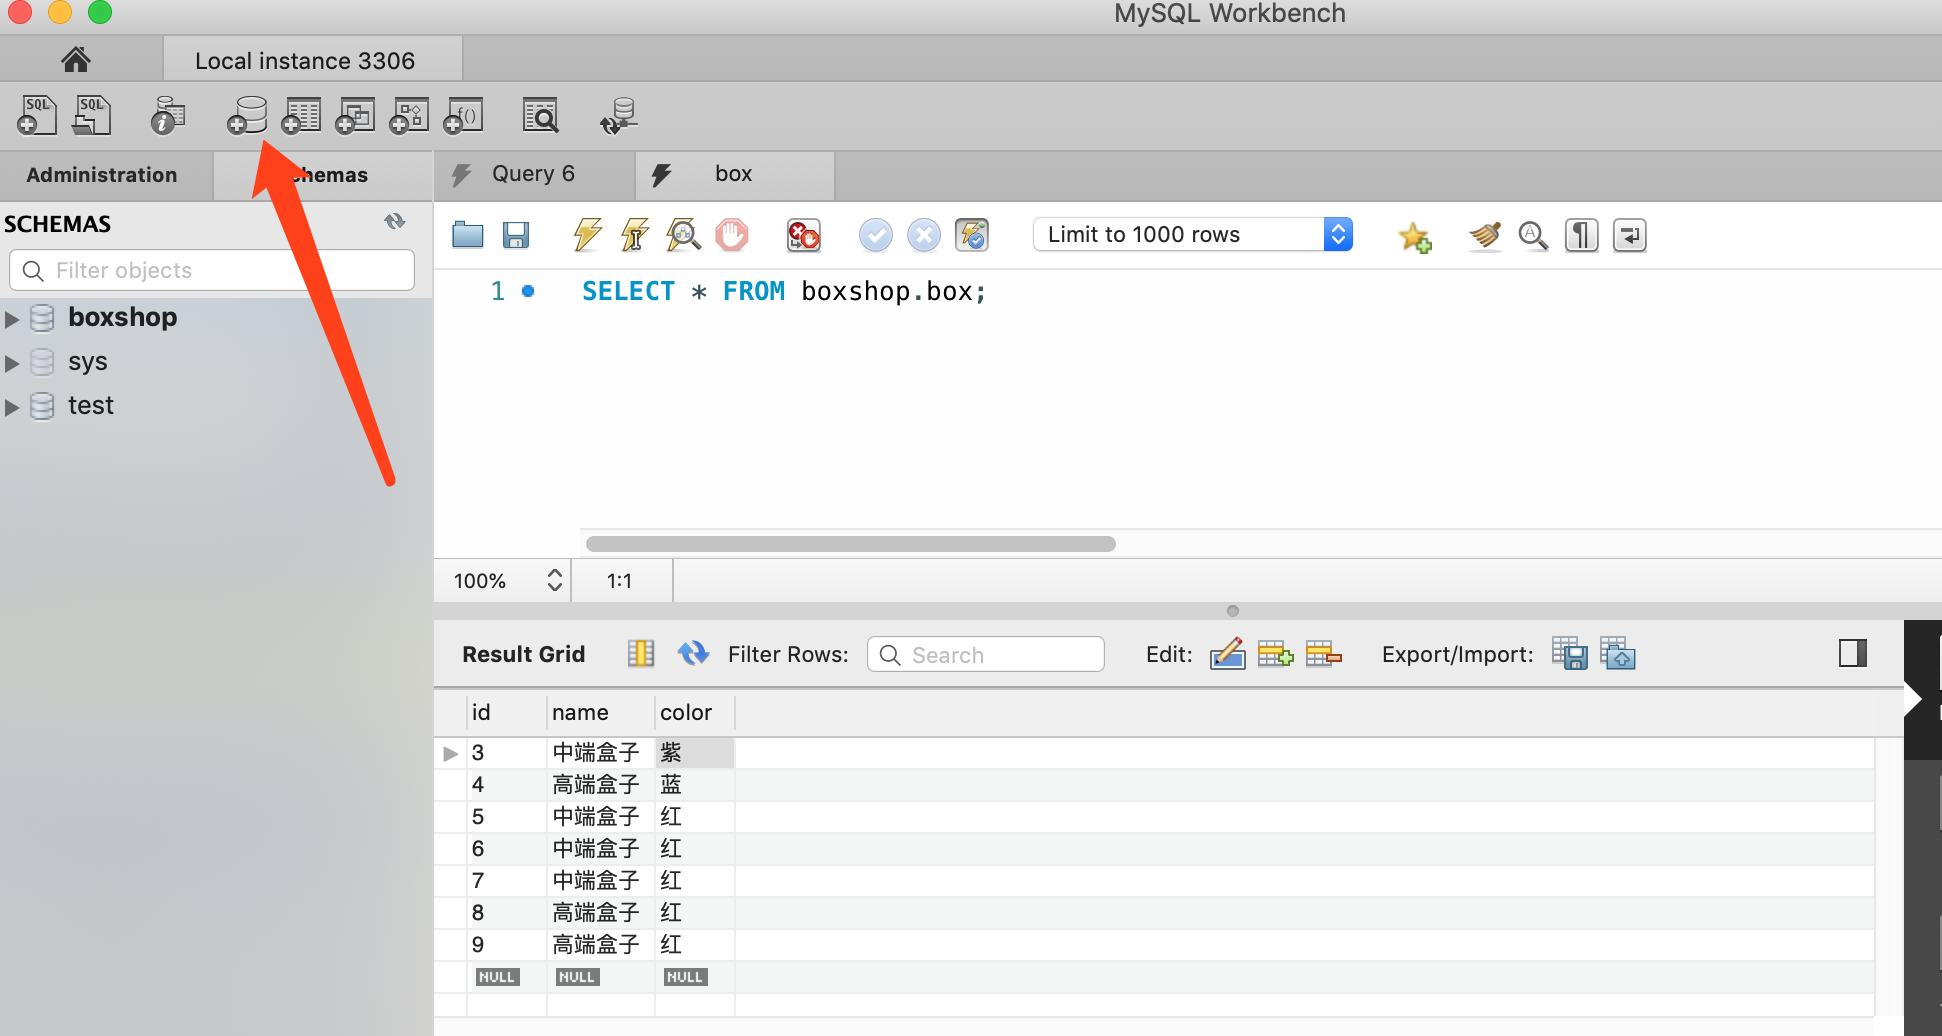 MySQL Workbench
Local instance 3306
SQL SQL i f()
Administration
hemas
Query 6
box
SCHEMAS
Filter objects
Limit to 1000 rows
1 SELECT * FROM boxshop.box;
boxshop
sys
test
100% 1:1
Result Grid Filter Rows: Search Edit: Export/Import:
id name color
3 中端盒子 紫
4 高端盒子 蓝
5 中端盒子 红
6 中端盒子 红
7 中端盒子 红
8 高端盒子 红
9 高端盒子 红
NULL NULL NULL